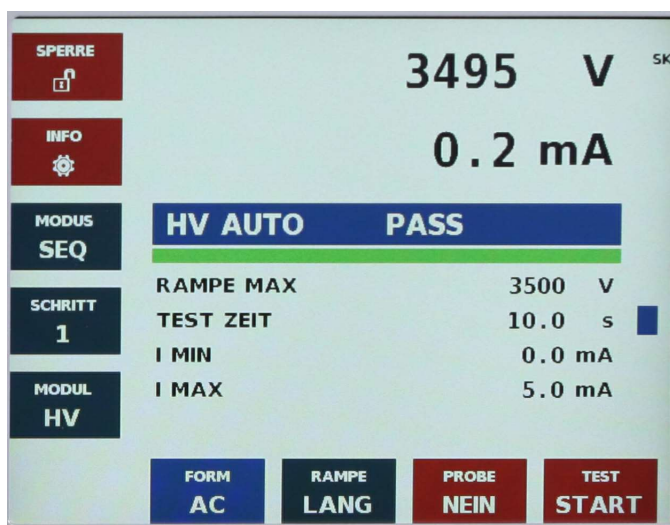 SPERRE
3495 V
SK
INFO
0.2 mA
MODUS
SEQ
HV AUTO PASS
SCHRITT
1
RAMPE MAX 3500 V
TEST ZEIT 10.0 s
I MIN 0.0 mA
I MAX 5.0 mA
MODUL
HV
FORM
AC
RAMPE
LANG
PROBE
NEIN
TEST
START